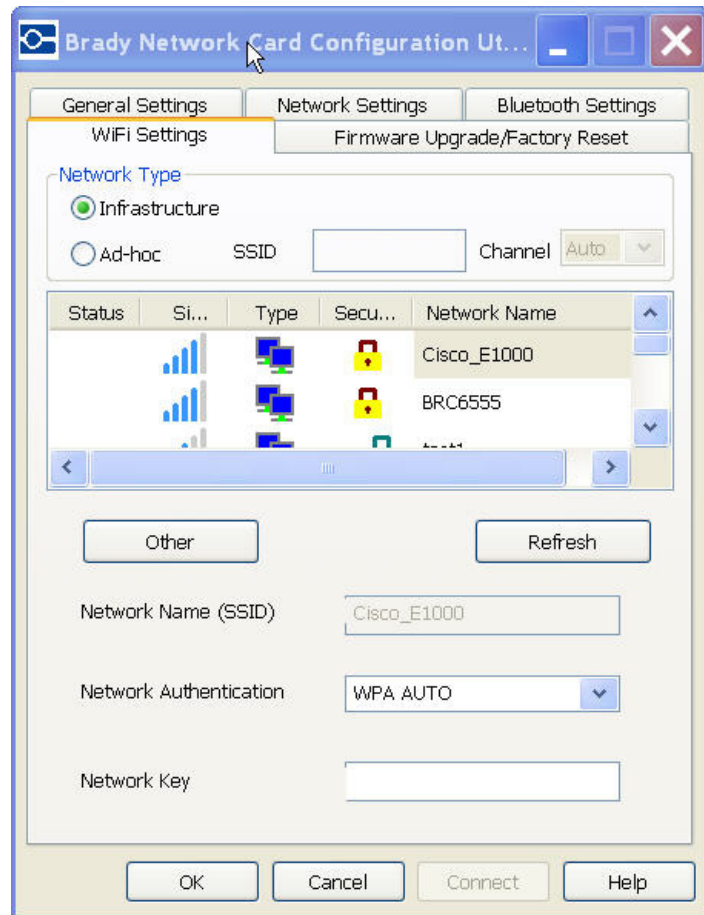 Brady Network Card Configuration Ut...
General Settings Network Settings Bluetooth Settings
WiFi Settings Firmware Upgrade/Factory Reset
Network Type
Infrastructure
Ad-hoc SSID Channel Auto
Status Si... Type Secu... Network Name
Cisco_E1000
BRC6555
Other Refresh
Network Name (SSID) Cisco_E1000
Network Authentication WPA AUTO
Network Key
OK Cancel Connect Help